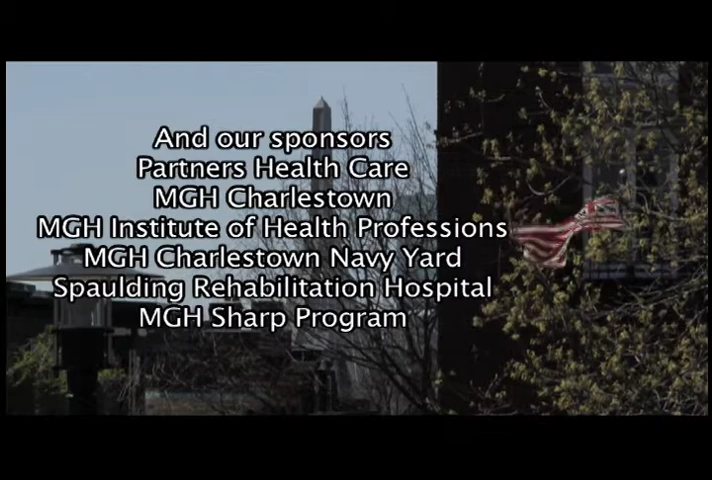 And our sponsors
Partners Health Care
MGH Charlestown
MGH Institute of Health Professions
MGH Charlestown Navy Yard
Spaulding Rehabilitation Hospital
MGH Sharp Program